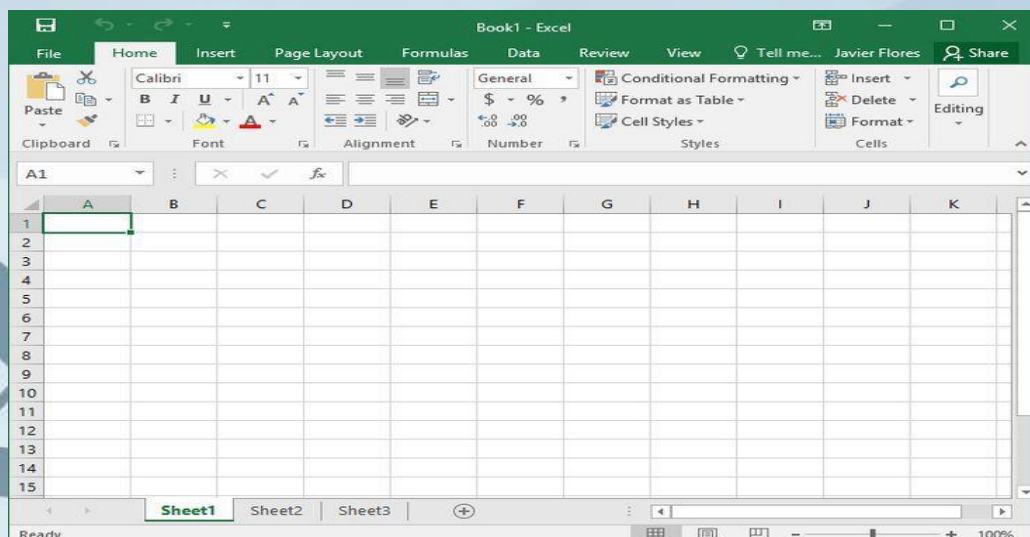 Book1 - Excel
File Home Insert Page Layout Formulas Data Review View Tell me... Javier Flores Share
Paste
Clipboard
Calibri 11
B I U A A
A
Font
Alignment
General
$ % ,
.00 .00
Number
Conditional Formatting
Format as Table
Cell Styles
Styles
Insert
Delete
Format
Cells
Editing
A1 fx
A B C D E F G H I J K
1
2
3
4
5
6
7
8
9
10
11
12
13
14
15
Sheet1 Sheet2 Sheet3
Ready 100%